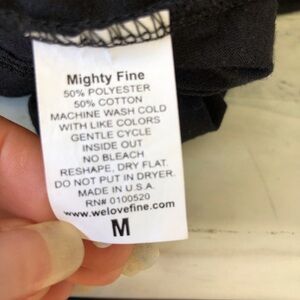 Mighty Fine
50% POLYESTER
50% COTTON
MACHINE WASH COLD
WITH LIKE COLORS
GENTLE CYCLE
INSIDE OUT
NO BLEACH
RESHAPE, DRY FLAT.
DO NOT PUT IN DRYER.
MADE IN U.S.A.
RN# 0100520
www.welovefine.com
M